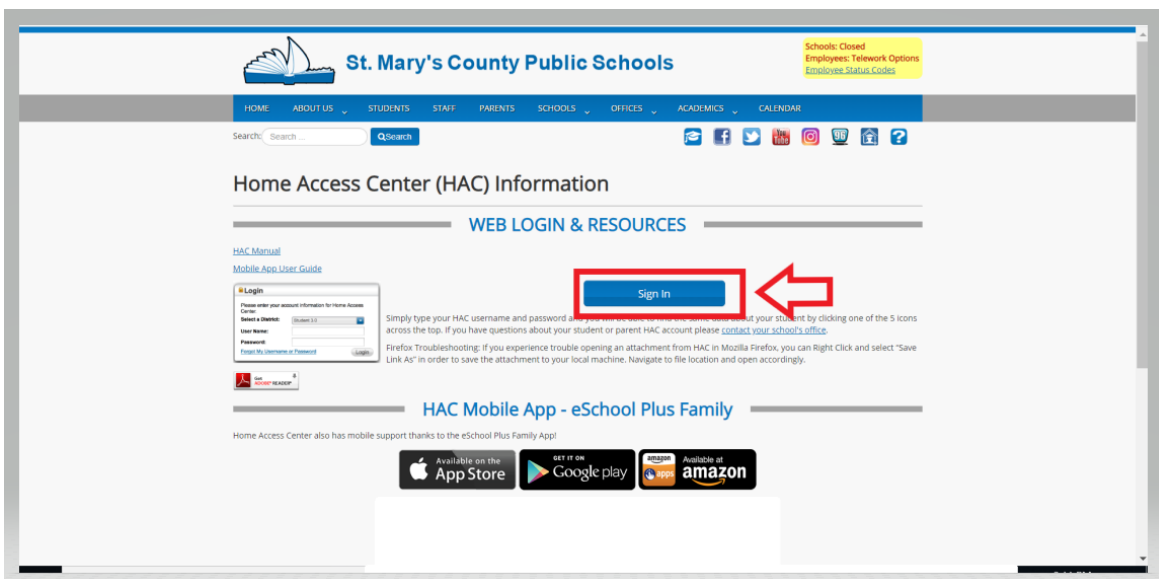 St. Mary's County Public Schools
Schools: Closed
Employees: Telework Options
Employee Status Codes
HOME ABOUT US STUDENTS STAFF PARENTS SCHOOLS OFFICES ACADEMICS CALENDAR
Search: Search ... Search
Home Access Center (HAC) Information
WEB LOGIN & RESOURCES
HAC Manual
Mobile App User Guide
Login
Please enter your account information for Home Access
Center.
Select a District:
User Name:
Password:
Forgot My Username or Password Login
Get
ADOBE READER
Sign In
Simply type your HAC username and password and you will be able to find the same data about your student by clicking one of the 5 icons
across the top. If you have questions about your student or parent HAC account please contact your school's office.
Firefox Troubleshooting: If you experience trouble opening an attachment from HAC in Mozilla Firefox, you can Right Click and select "Save
Link As" in order to save the attachment to your local machine. Navigate to file location and open accordingly.
HAC Mobile App - eSchool Plus Family
Home Access Center also has mobile support thanks to the eSchool Plus Family App!
Available on the
App Store
GET IT ON
Google play
amazon
apps
Available at
amazon